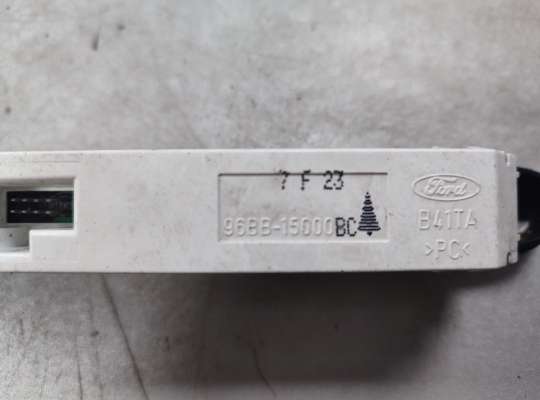 7 F 23
96BB-15000BC
Ford
B41TA
>PC<